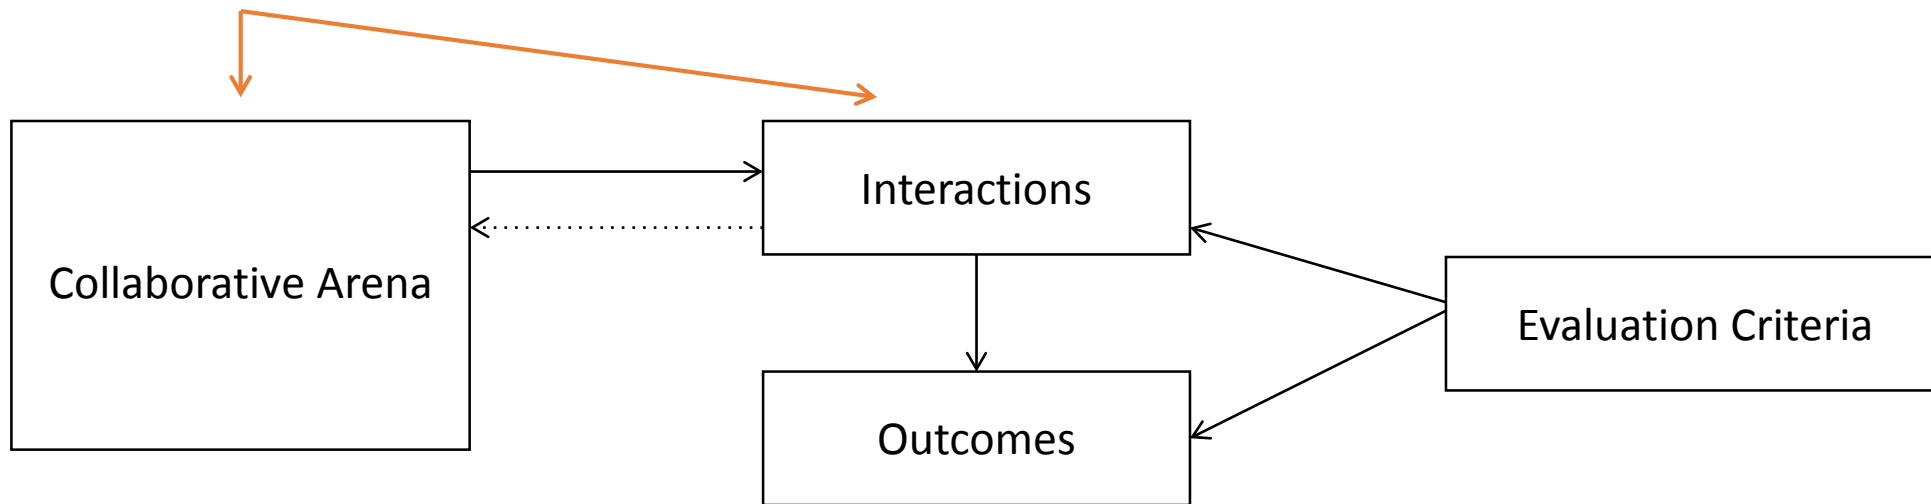 Interactions
Collaborative Arena
Evaluation Criteria
Outcomes